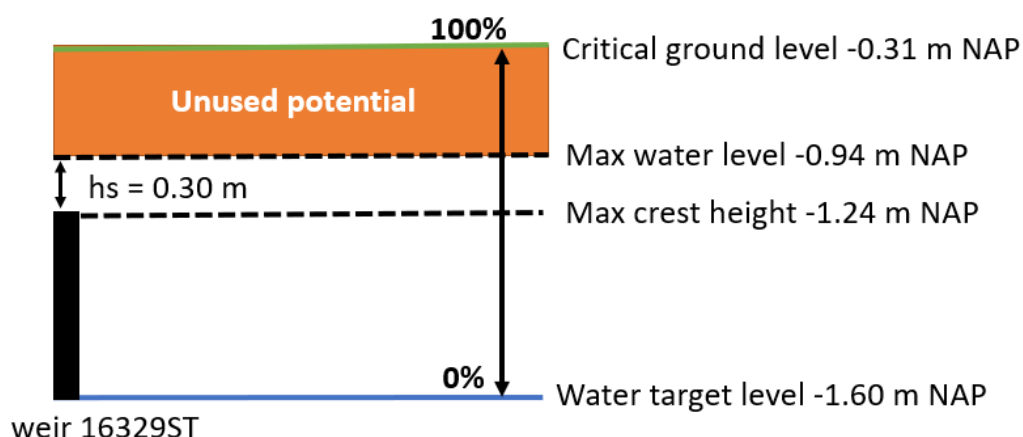 100%
Critical ground level -0.31 m NAP
Unused potential
Max water level -0.94 m NAP
hs = 0.30 m
Max crest height -1.24 m NAP
0%
Water target level -1.60 m NAP
weir 16329ST